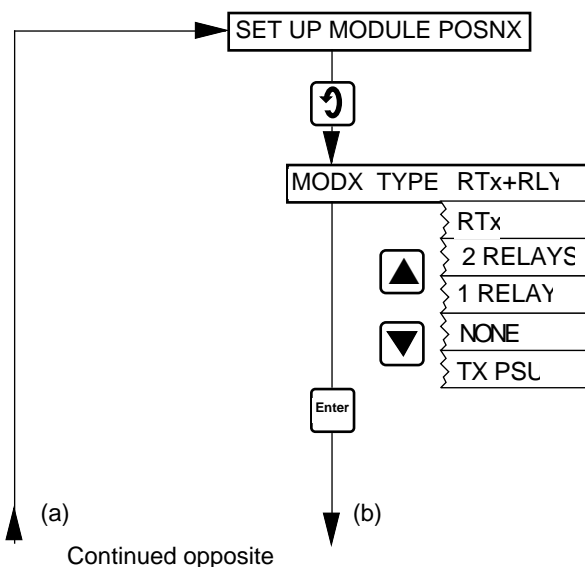 SET UP MODULE POSNX
MODX TYPE RTx+RLY
RTx
2 RELAYS
1 RELAY
NONE
TX PSU
Enter
(a) (b)
Continued opposite